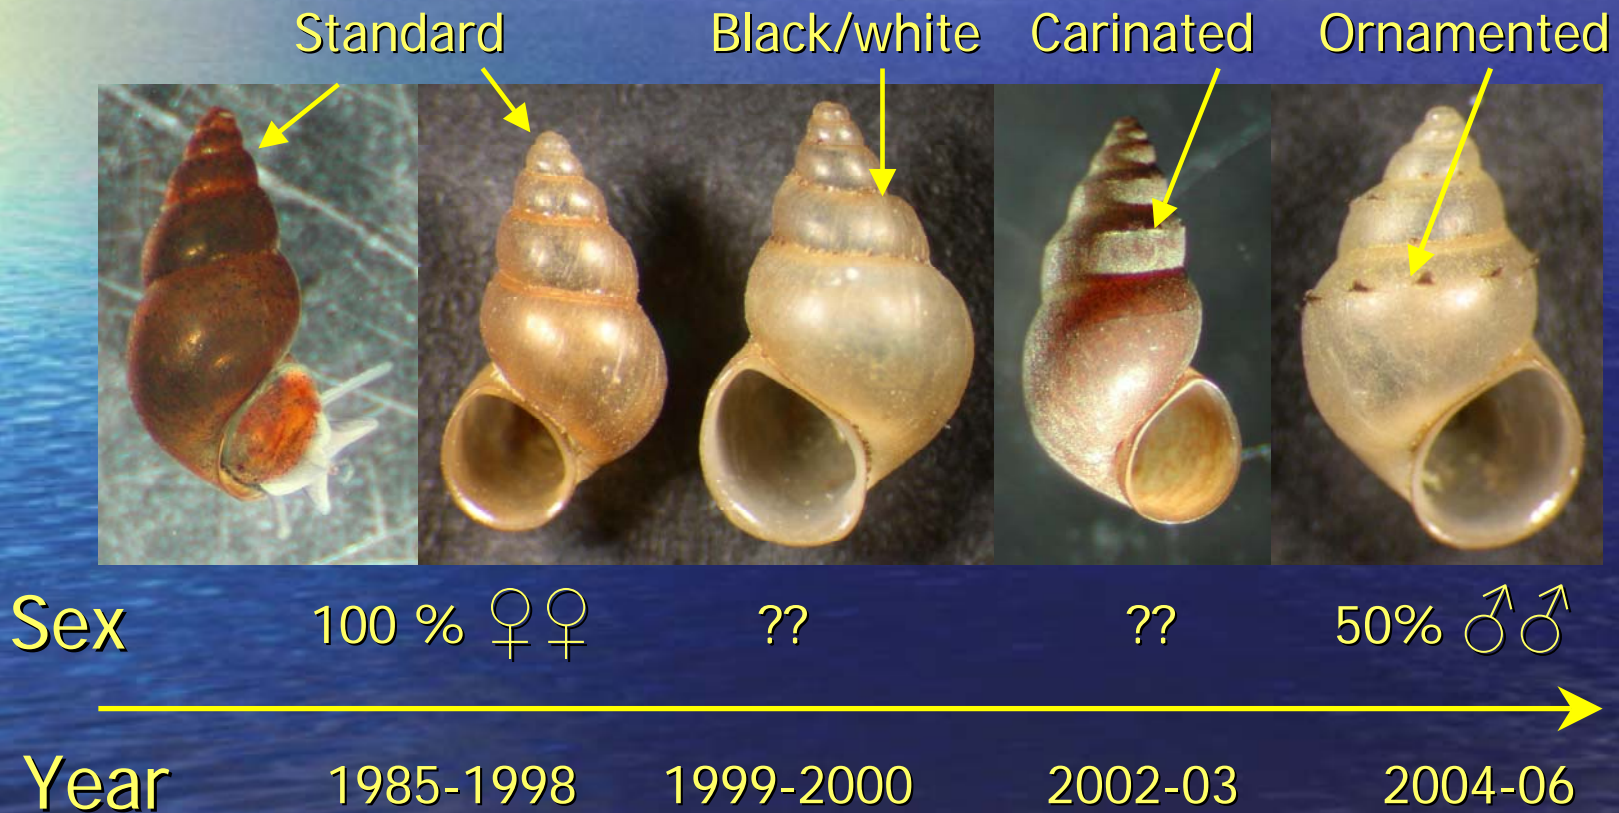 Standard Black/white Carinated Ornamented
Sex 100 % ♀♀ ?? ?? 50% ♂♂
Year 1985-1998 1999-2000 2002-03 2004-06